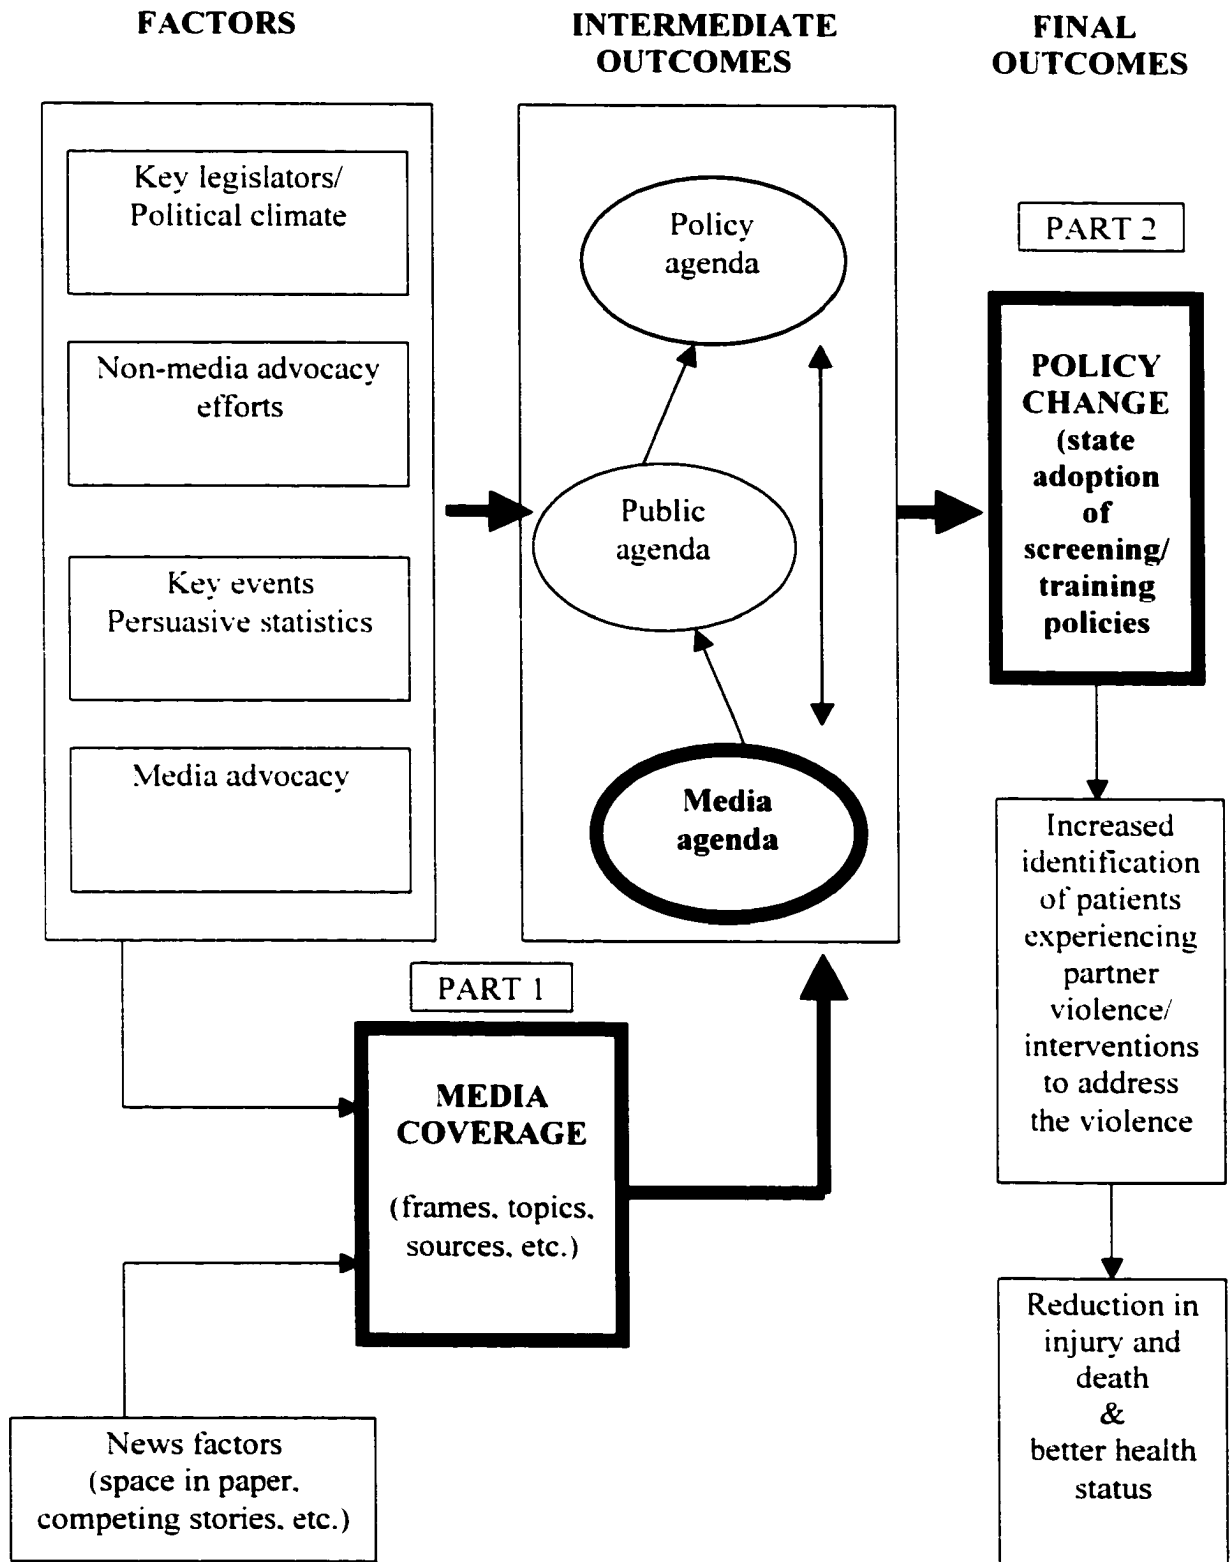 FACTORS
INTERMEDIATE
OUTCOMES
FINAL
OUTCOMES
Key legislators/
Political climate
Non-media advocacy
efforts
Key events
Persuasive statistics
Media advocacy
Policy
agenda
Public
agenda
Media
agenda
PART 2
POLICY
CHANGE
(state
adoption
of
screening/
training
policies
Increased
identification
of patients
experiencing
partner
violence/
interventions
to address
the violence
Reduction in
injury and
death
&
better health
status
PART 1
MEDIA
COVERAGE
(frames, topics,
sources, etc.)
News factors
(space in paper,
competing stories, etc.)